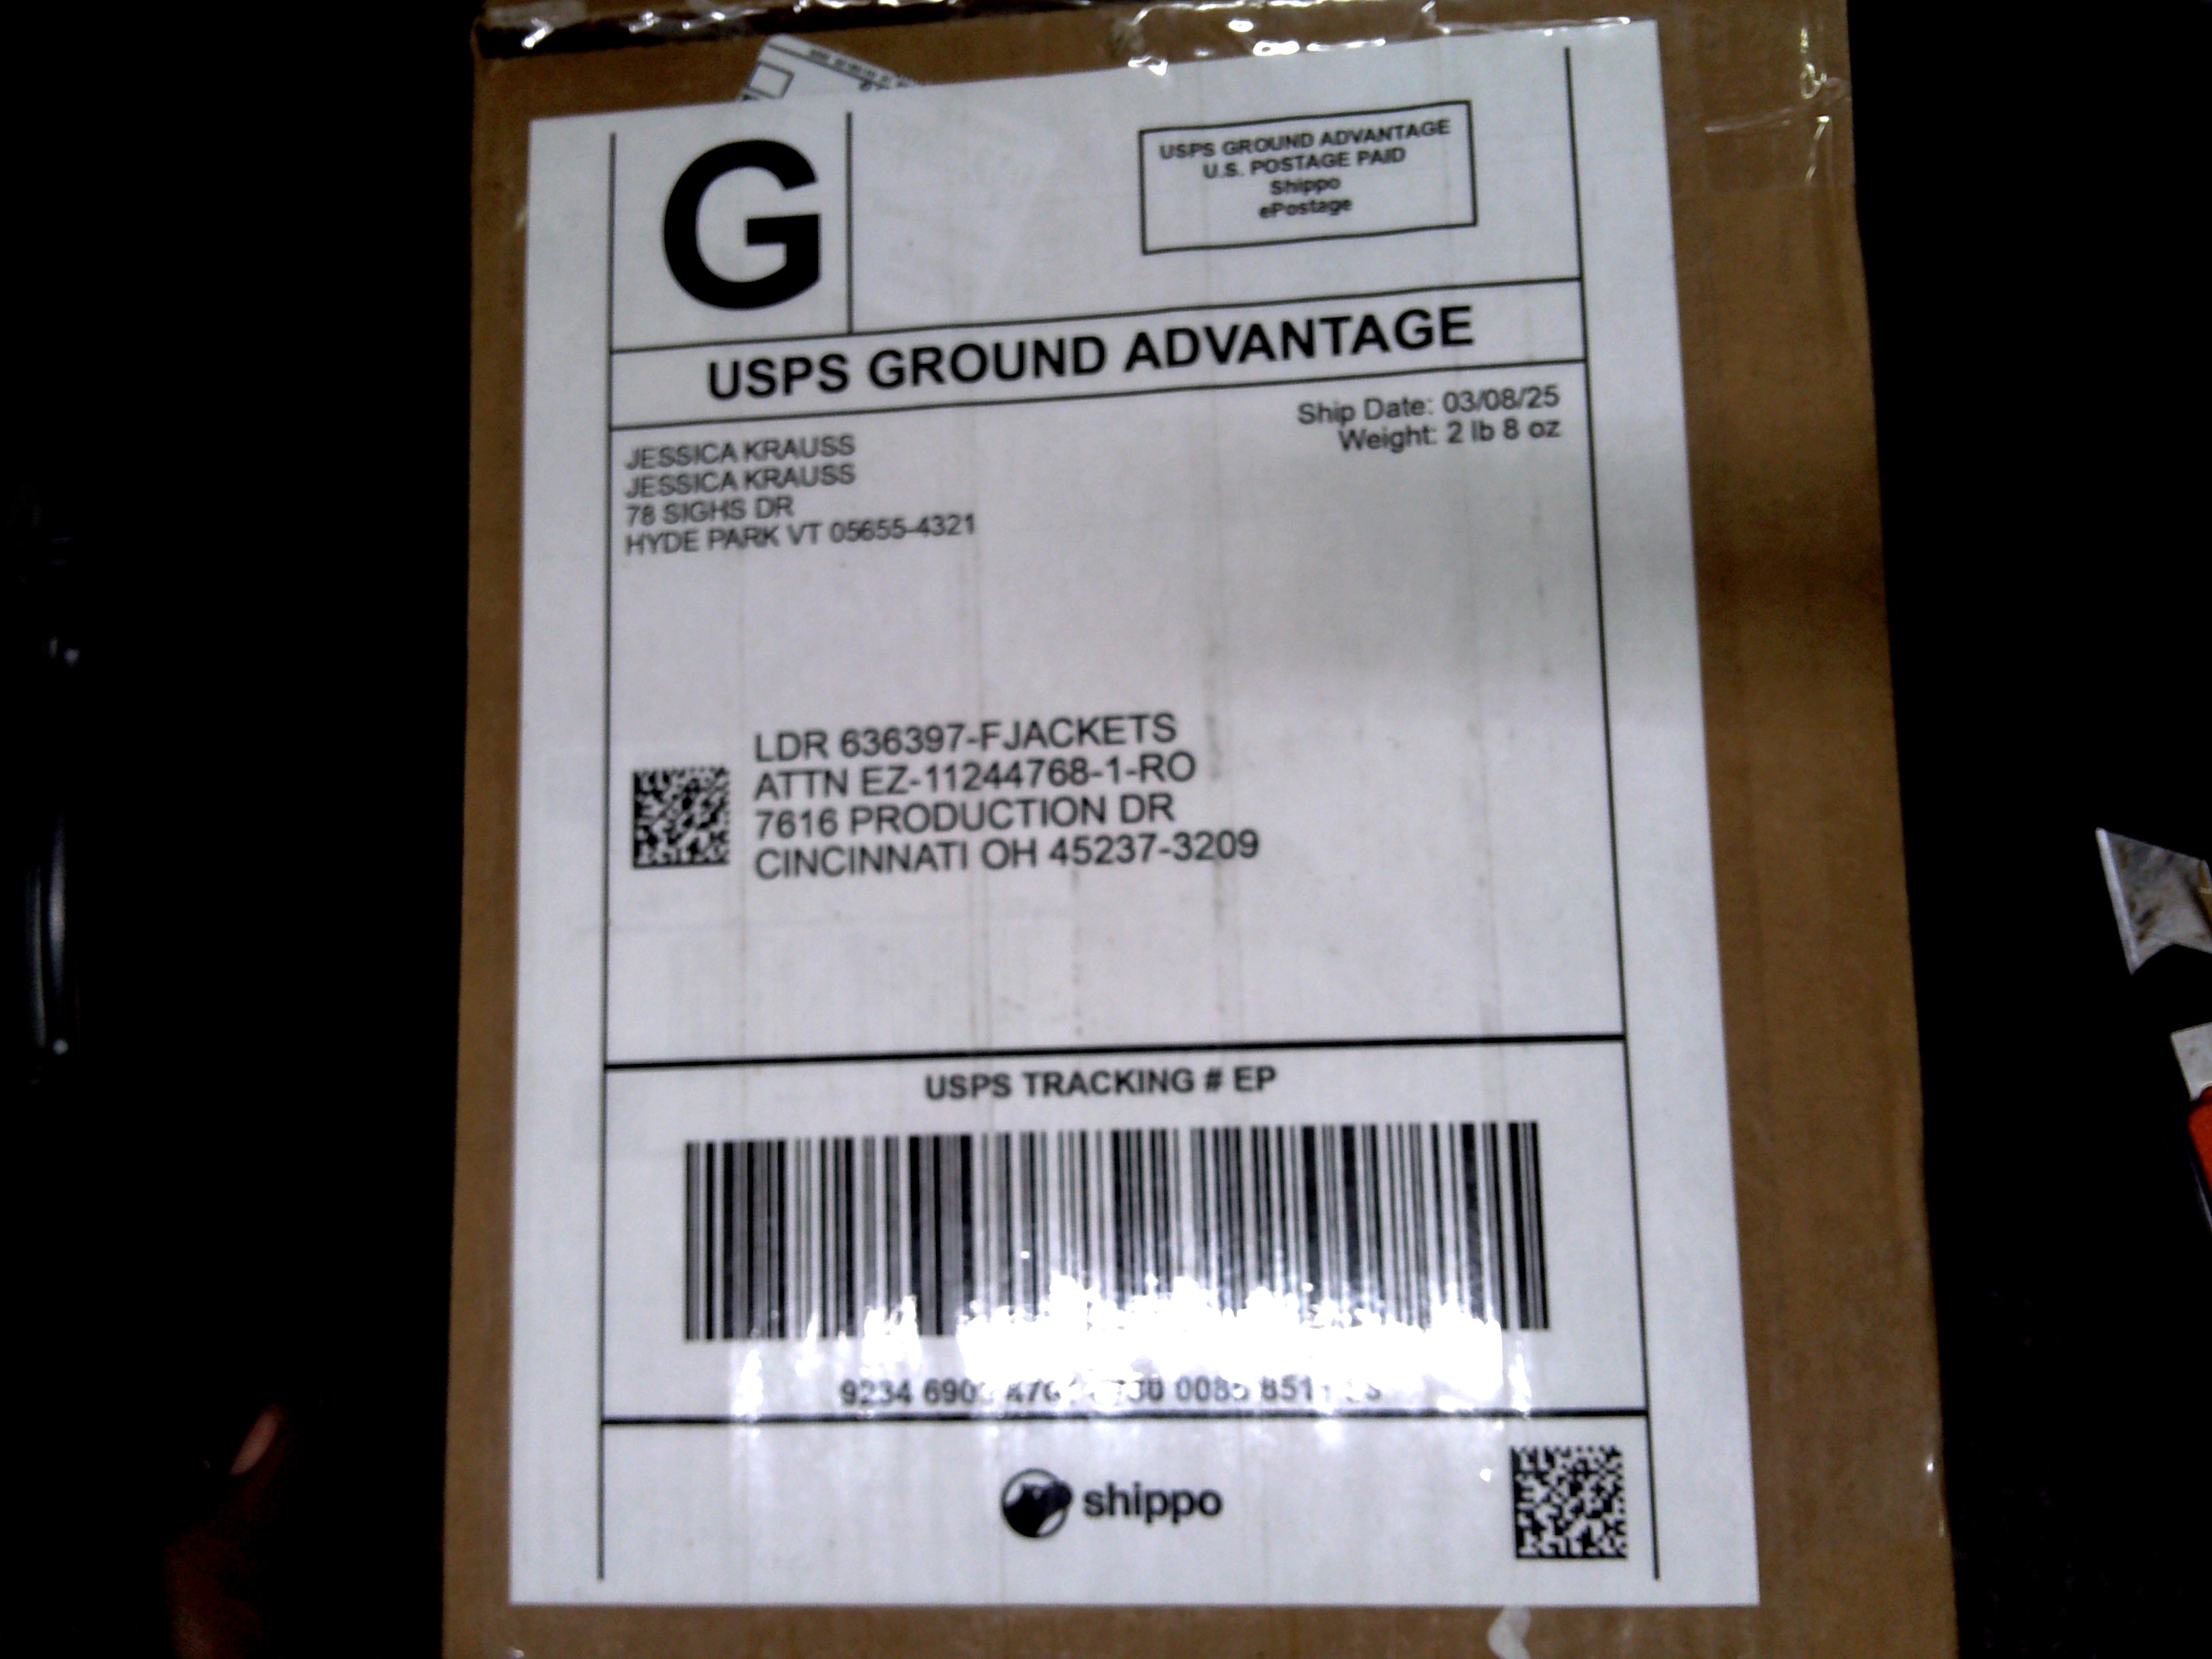 G
USPS GROUND ADVANTAGE
U.S. POSTAGE PAID
Shippo
ePostage
USPS GROUND ADVANTAGE
Ship Date: 03/08/25
Weight: 2 lb 8 oz
JESSICA KRAUSS
JESSICA KRAUSS
78 SIGHS DR
HYDE PARK VT 05655-4321
LDR 636397-FJACKETS
ATTN EZ-11244768-1-RO
7616 PRODUCTION DR
CINCINNATI OH 45237-3209
USPS TRACKING # EP
9234
shippo